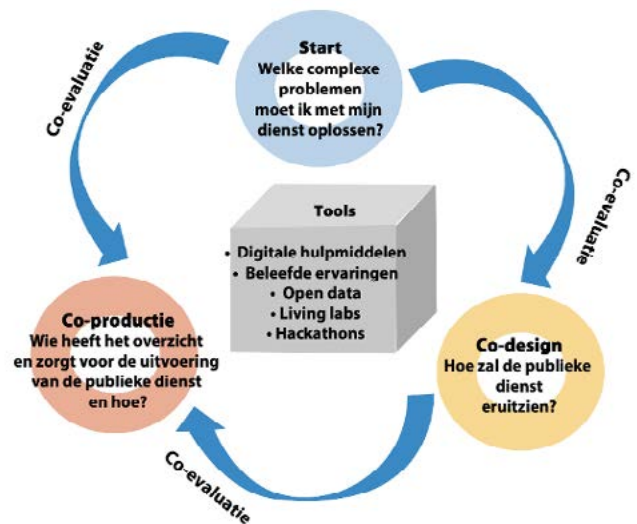 Start
Welke complexe
problemen
moet ik met mijn
dienst oplossen?
Co-evaluatie
Co-evaluatie
Tools
• Digitale hulpmiddelen
• Beleefde ervaringen
• Open data
• Living labs
• Hackathons
Co-productie
Wie heeft het overzicht
en zorgt voor de uitvoering
van de publieke dienst
en hoe?
Co-design
Hoe zal de publieke
dienst
eruitzien?
Co-evaluatie